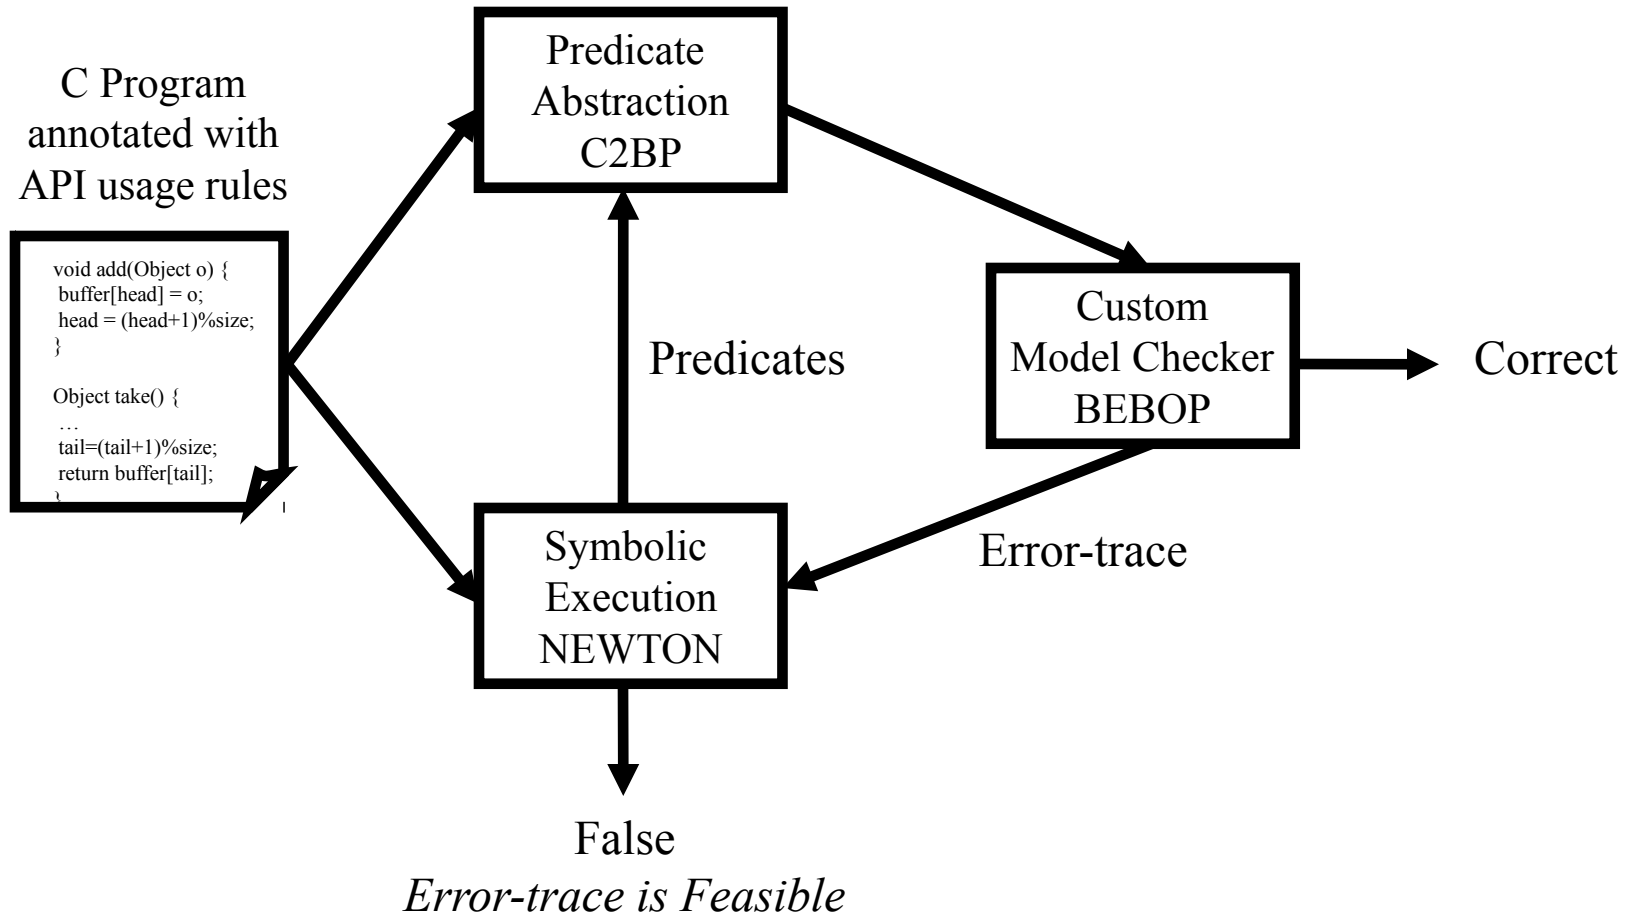 C Program
annotated with
API usage rules
void add(Object o) {
buffer[head] = o;
head = (head+1)%size;
}
Object take() {
…
tail=(tail+1)%size;
return buffer[tail];
}
Predicate
Abstraction
C2BP
Predicates
Custom
Model Checker
BEBOP
Correct
Error-trace
Symbolic
Execution
NEWTON
False
Error-trace is Feasible